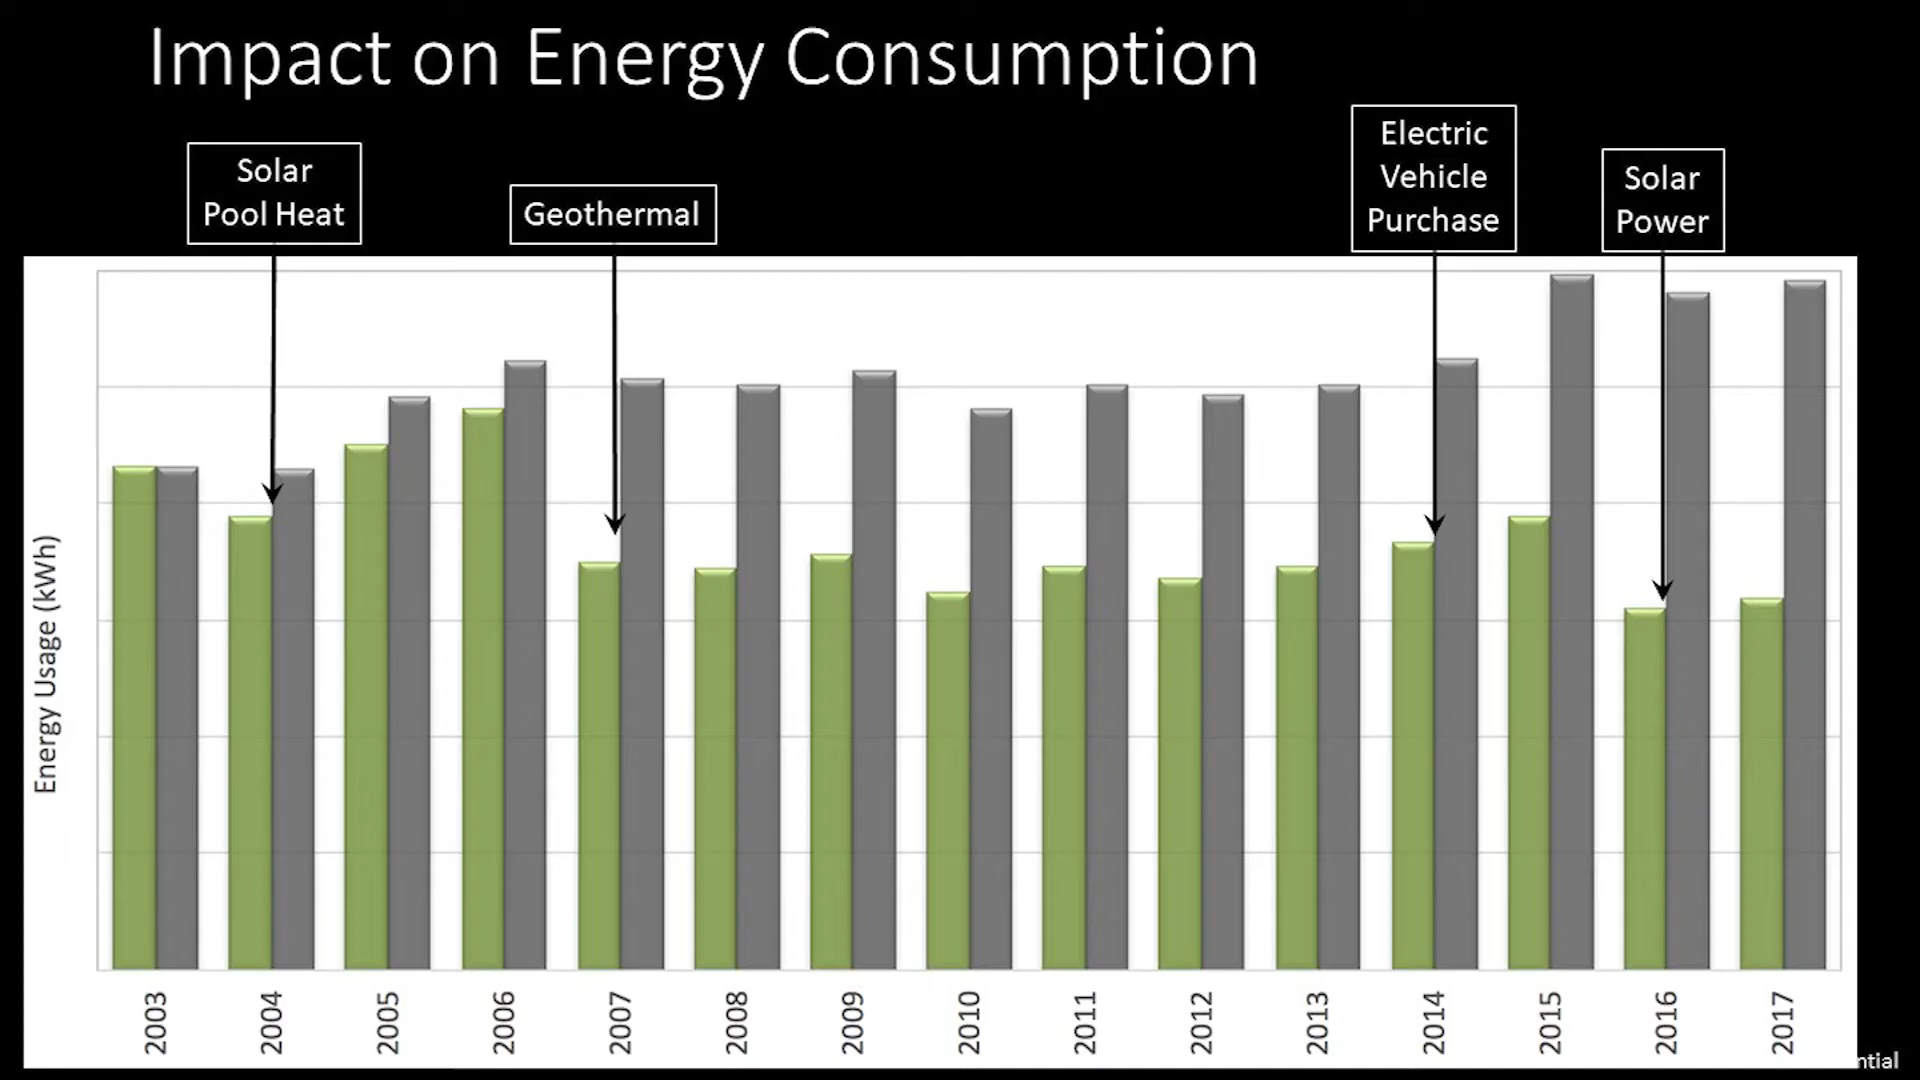 Impact on Energy Consumption
Solar
Pool Heat
Geothermal
Electric
Vehicle
Purchase
Solar
Power
Energy Usage (kWh)
2003
2004
2005
2006
2007
2008
2009
2010
2011
2012
2013
2014
2015
2016
2017